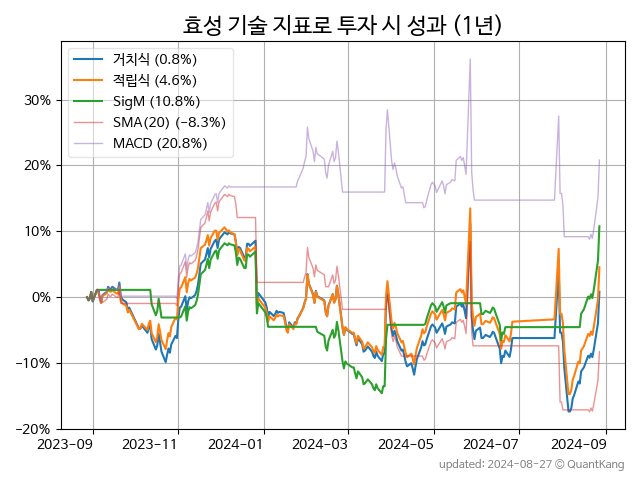 효성 기술 지표로 투자 시 성과 (1년)
거치식 (0.8%)
적립식 (4.6%)
SigM (10.8%)
SMA(20) (−8.3%)
MACD (20.8%)
30%
20%
10%
0%
−10%
−20%
2023-09 2023-11 2024-01 2024-03 2024-05 2024-07 2024-09
updated: 2024-08-27 ⓒ QuantKang